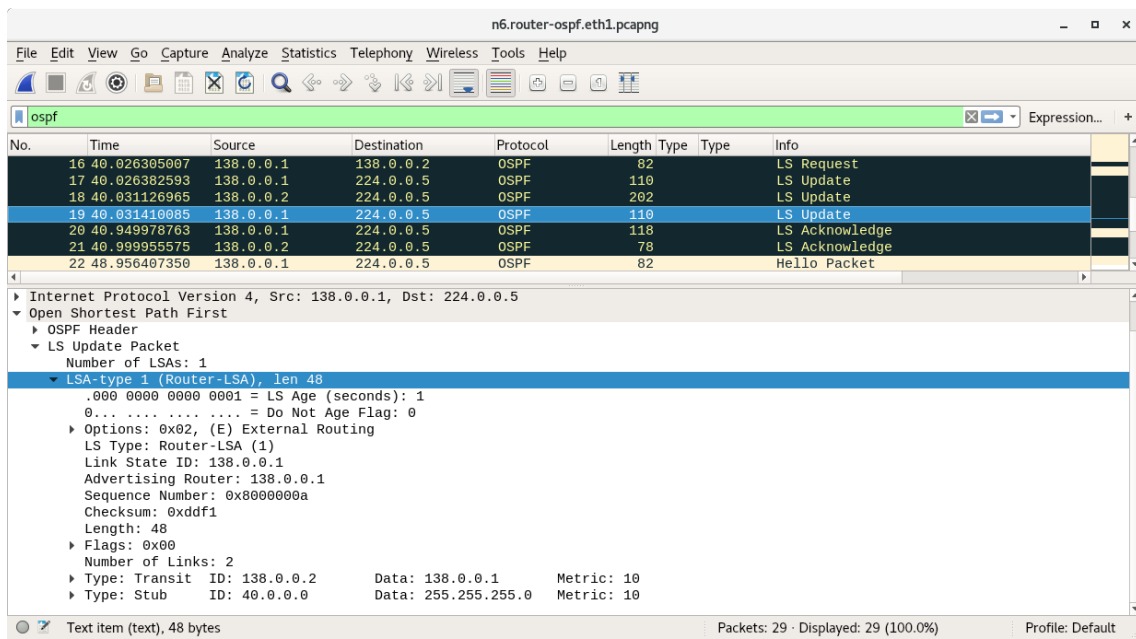 n6.router-ospf.eth1.pcapng
File Edit View Go Capture Analyze Statistics Telephony Wireless Tools Help
ospf Expression... +
No. Time Source Destination Protocol Length Type Type Info
16 40.026305007 138.0.0.1 138.0.0.2 OSPF 82 LS Request
17 40.026382593 138.0.0.1 224.0.0.5 OSPF 110 LS Update
18 40.031126965 138.0.0.2 224.0.0.5 OSPF 202 LS Update
19 40.031410085 138.0.0.1 224.0.0.5 OSPF 110 LS Update
20 40.949978763 138.0.0.1 224.0.0.5 OSPF 118 LS Acknowledge
21 40.999955575 138.0.0.2 224.0.0.5 OSPF 78 LS Acknowledge
22 48.956407350 138.0.0.1 224.0.0.5 OSPF 82 Hello Packet
Internet Protocol Version 4, Src: 138.0.0.1, Dst: 224.0.0.5
Open Shortest Path First
OSPF Header
LS Update Packet
Number of LSAs: 1
LSA-type 1 (Router-LSA), len 48
.000 0000 0000 0001 = LS Age (seconds): 1
0... .... .... .... = Do Not Age Flag: 0
Options: 0x02, (E) External Routing
LS Type: Router-LSA (1)
Link State ID: 138.0.0.1
Advertising Router: 138.0.0.1
Sequence Number: 0x8000000a
Checksum: 0xddf1
Length: 48
Flags: 0x00
Number of Links: 2
Type: Transit ID: 138.0.0.2 Data: 138.0.0.1 Metric: 10
Type: Stub ID: 40.0.0.0 Data: 255.255.255.0 Metric: 10
Text item (text), 48 bytes Packets: 29 · Displayed: 29 (100.0%) Profile: Default